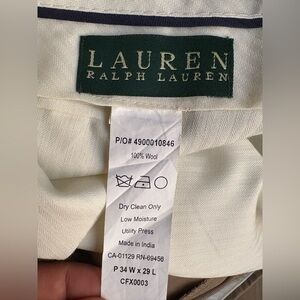 LAUREN
RALPH LAUREN
P/O# 4900010846
100% Wool
Dry Clean Only
Low Moisture
Utility Press
Made in India
CA-01129 RN-69456
P 34 W x 29 L
CFX0003